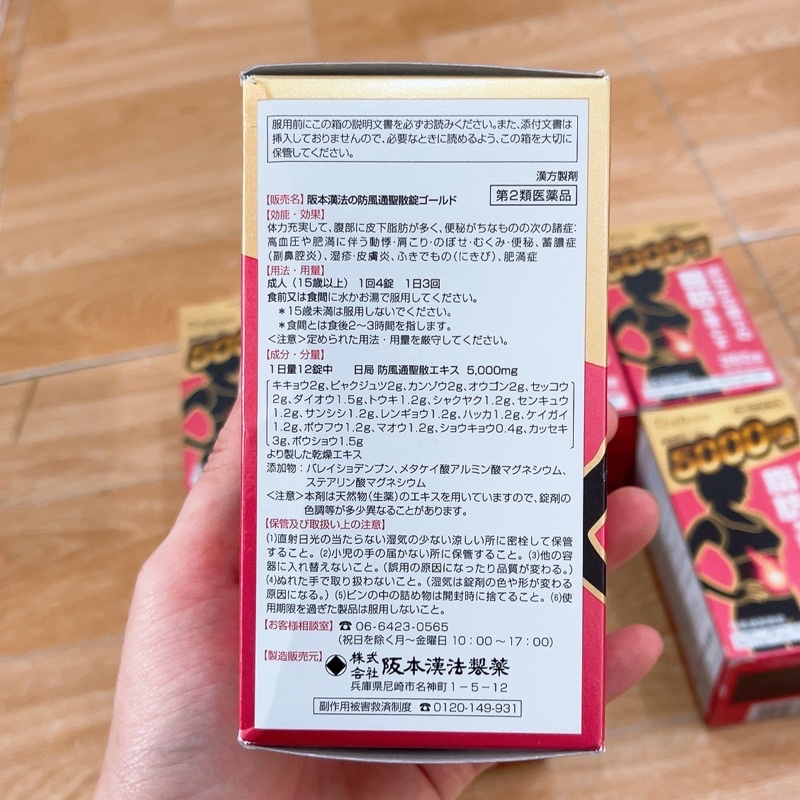 服用前にこの箱の説明文書を必ずお読みください。また、添付文書は
挿入しておりませんので、必要なときに読めるよう、この箱を大切に
保管してください。
漢方製剤
第2類医薬品
【販売名】阪本漢法の防風通聖散錠ゴールド
【効能・効果】
体力充実して、腹部に皮下脂肪が多く、便秘がちなものの次の諸症:
高血圧や肥満に伴う動悸・肩こり・のぼせ・むくみ・便秘、蓄膿症
(副鼻腔炎)、湿疹・皮膚炎、ふきでもの(にきび)、肥満症
【用法・用量】
成人(15歳以上) 1回4錠 1日3回
食前又は食間に水かお湯で服用してください。
*15歳未満は服用しないでください。
*食間とは食後2〜3時間を指します。
<注意>定められた用法・用量を厳守してください。
【成分・分量】
1日量12錠中 日局 防風通聖散エキス 5,000mg
キキョウ2g、ビャクジュツ2g、カンゾウ2g、オウゴン2g、セッコウ
2g、ダイオウ1.5g、トウキ1.2g、シャクヤク1.2g、センキュウ
1.2g、サンシシ1.2g、レンギョウ1.2g、ハッカ1.2g、ケイガイ
1.2g、ボウフウ1.2g、マオウ1.2g、ショウキョウ0.4g、カッセキ
3g、ボウショウ1.5g
より製した乾燥エキス
添加物:バレイショデンプン、メタケイ酸アルミン酸マグネシウム、
ステアリン酸マグネシウム
<注意>本剤は天然物(生薬)のエキスを用いていますので、錠剤の
色調等が多少異なることがあります。
【保管及び取扱い上の注意】
(1)直射日光の当たらない湿気の少ない涼しい所に密栓して保管
すること。(2)小児の手の届かない所に保管すること。(3)他の容
器に入れ替えないこと。(誤用の原因になったり品質が変わる。)
(4)ぬれた手で取り扱わないこと。(湿気は錠剤の色や形が変わる
原因になる。)(5)ビンの中の詰め物は開封時に捨てること。(6)使
用期限を過ぎた製品は服用しないこと。
【お客様相談室】☎06-6423-0565
(祝日を除く月〜金曜日 10:00〜17:00)
【製造販売元】株式会社 阪本漢法製薬
兵庫県尼崎市名神町1-5-12
副作用被害救済制度 ☎0120-149-931
5000
脂肪
5000
脂肪